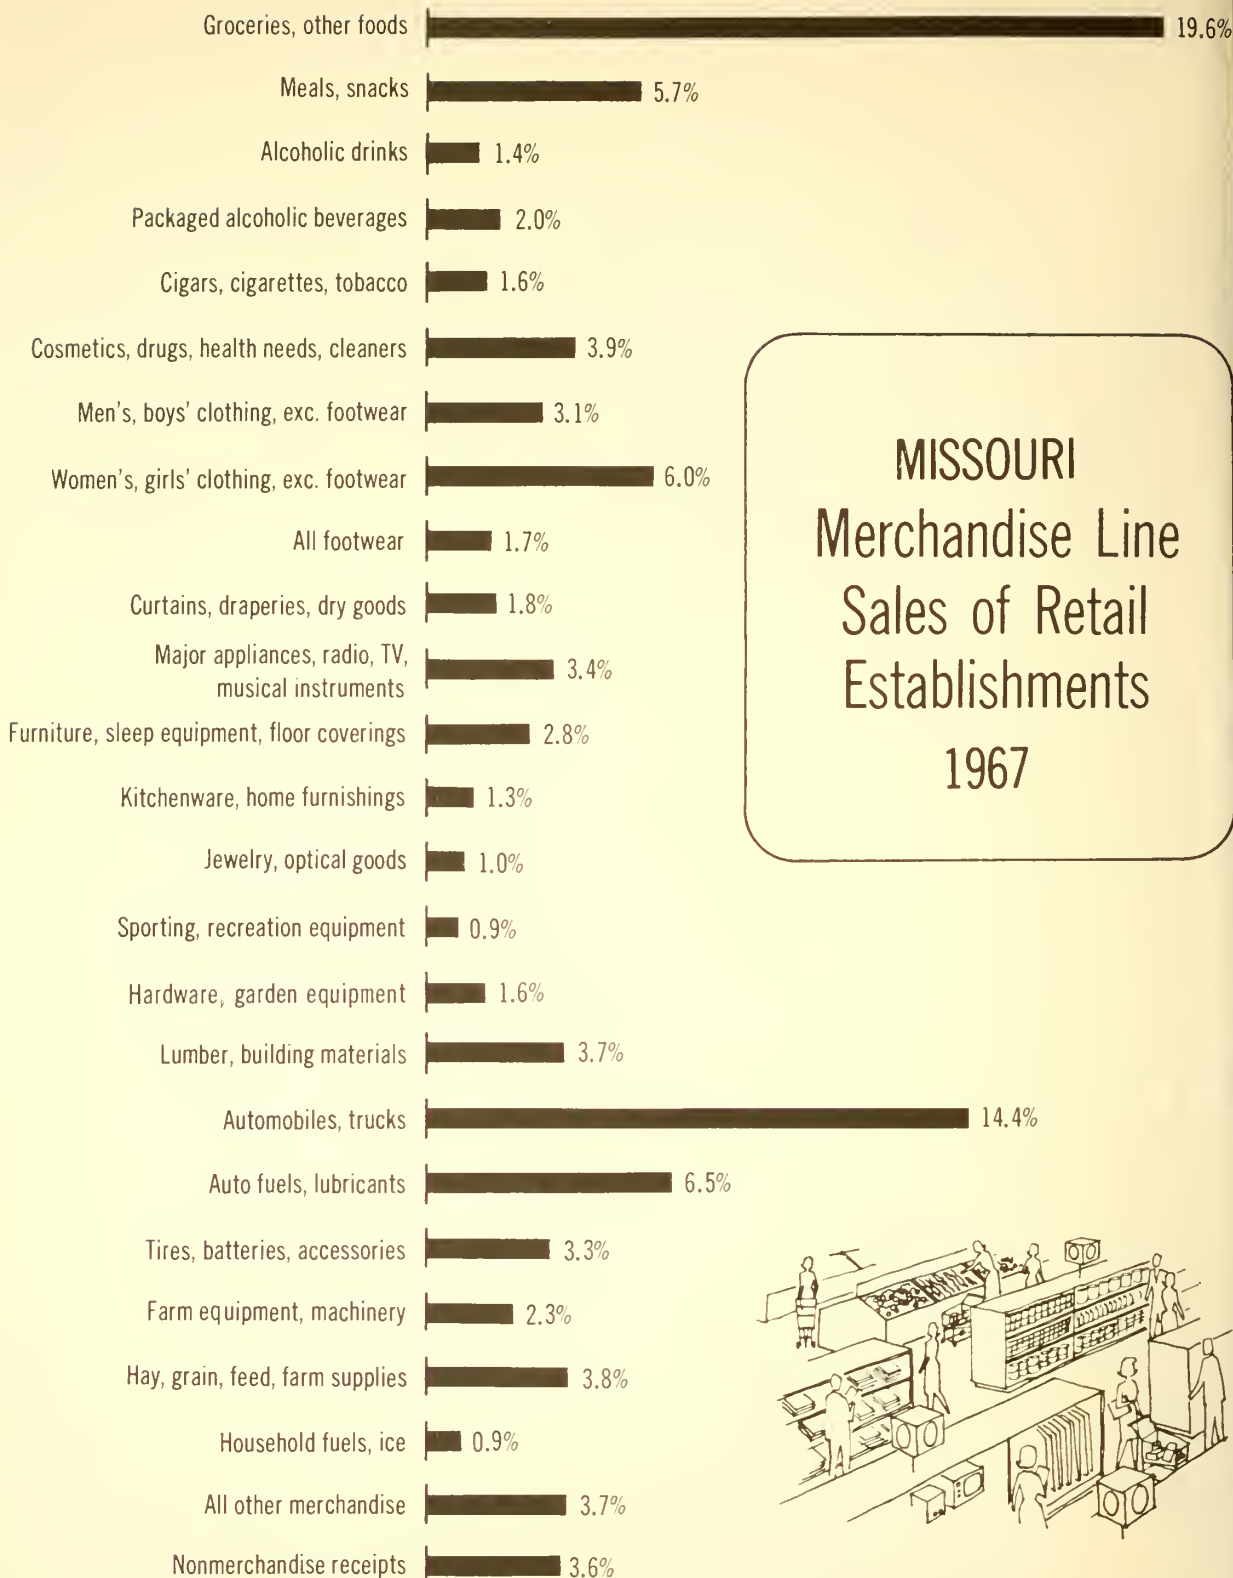 Groceries, other foods 19.6%
Meals, snacks 5.7%
Alcoholic drinks 1.4%
Packaged alcoholic beverages 2.0%
Cigars, cigarettes, tobacco 1.6%
Cosmetics, drugs, health needs, cleaners 3.9%
Men's, boys' clothing, exc. footwear 3.1%
Women's, girls' clothing, exc. footwear 6.0%
All footwear 1.7%
Curtains, draperies, dry goods 1.8%
Major appliances, radio, TV,
musical instruments 3.4%
Furniture, sleep equipment, floor coverings 2.8%
Kitchenware, home furnishings 1.3%
Jewelry, optical goods 1.0%
Sporting, recreation equipment 0.9%
Hardware, garden equipment 1.6%
Lumber, building materials 3.7%
Automobiles, trucks 14.4%
Auto fuels, lubricants 6.5%
Tires, batteries, accessories 3.3%
Farm equipment, machinery 2.3%
Hay, grain, feed, farm supplies 3.8%
Household fuels, ice 0.9%
All other merchandise 3.7%
Nonmerchandise receipts 3.6%
MISSOURI
Merchandise Line
Sales of Retail
Establishments
1967